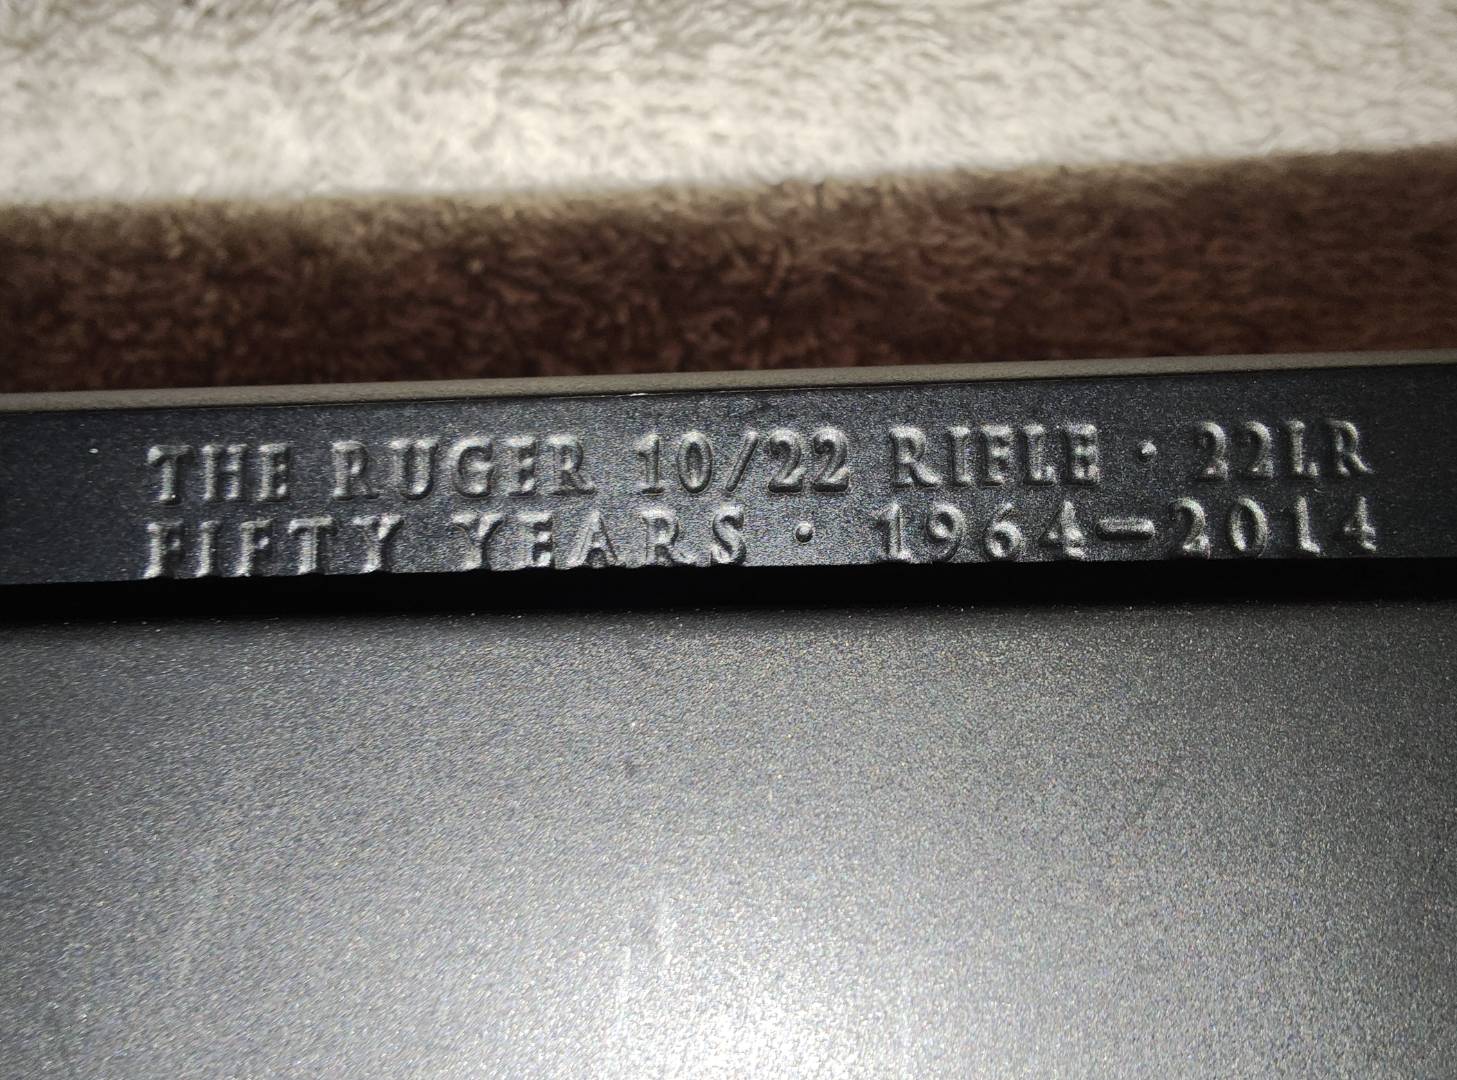 THE RUGER 10/22 RIFLE · 22LR
FIFTY YEARS · 1964–2014